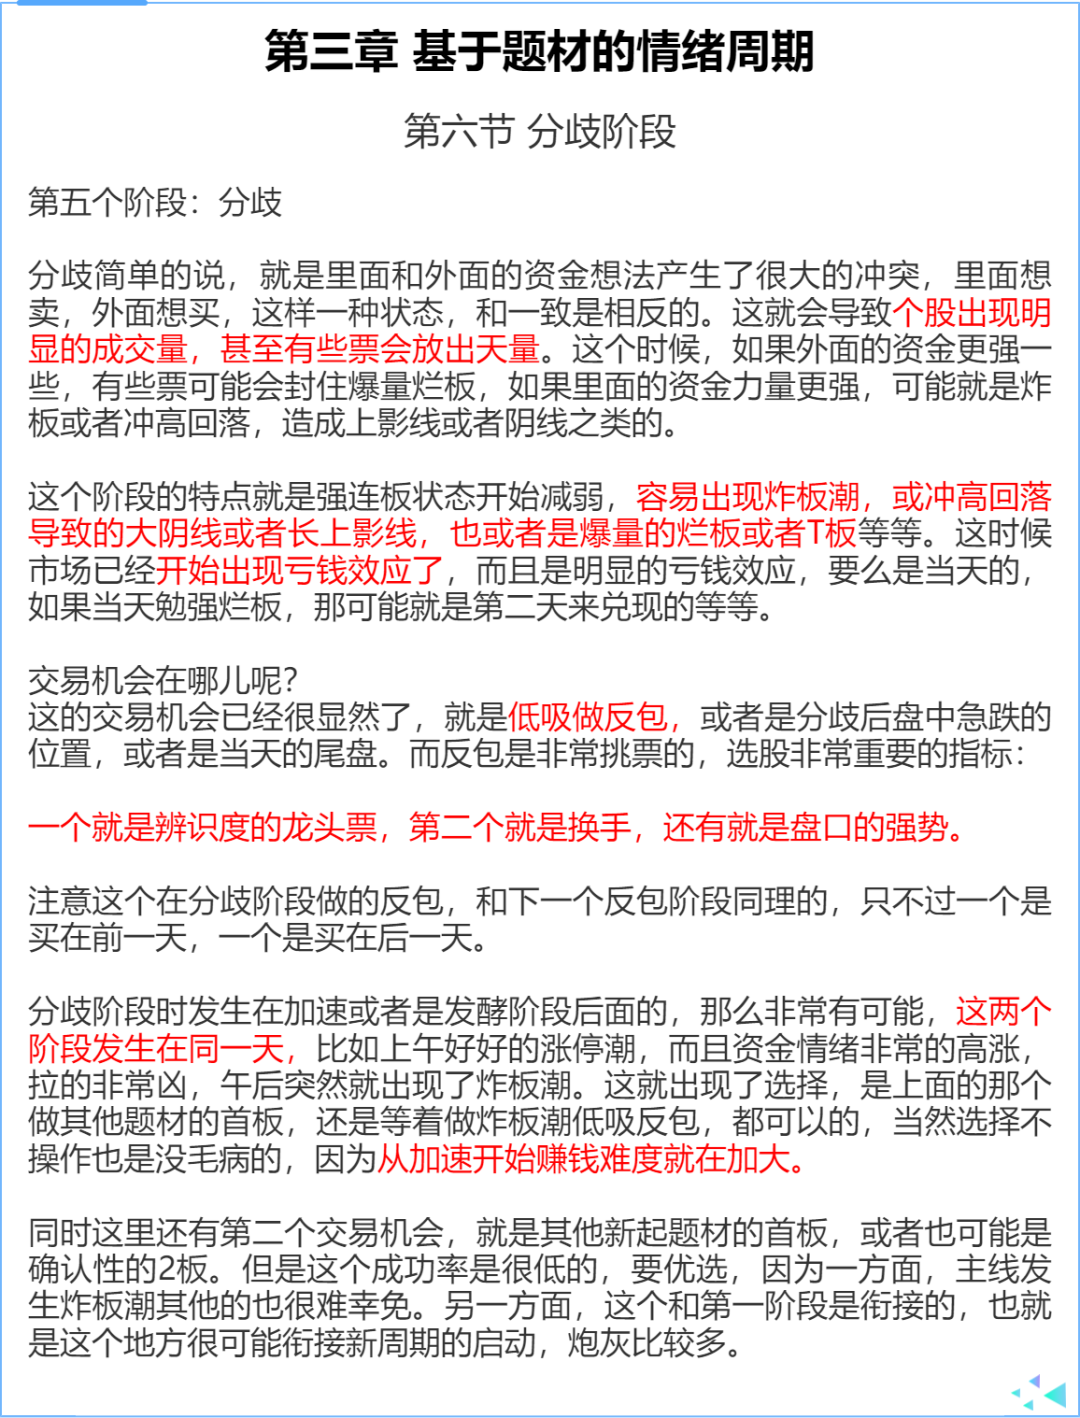 第三章 基于题材的情绪周期
第六节 分歧阶段
第五个阶段：分歧
分歧简单的说，就是里面和外面的资金想法产生了很大的冲突，里面想
卖，外面想买，这样一种状态，和一致是相反的。这就会导致个股出现明
显的成交量，甚至有些票会放出天量。这个时候，如果外面的资金更强一
些，有些票可能会封住爆量烂板，如果里面的资金力量更强，可能就是炸
板或者冲高回落，造成上影线或者阴线之类的。
这个阶段的特点就是强连板状态开始减弱，容易出现炸板潮，或冲高回落
导致的大阴线或者长上影线，也或者是爆量的烂板或者T板等等。这时候
市场已经开始出现亏钱效应了，而且是明显的亏钱效应，要么是当天的，
如果当天勉强烂板，那可能就是第二天来兑现的等等。
交易机会在哪儿呢？
这的交易机会已经很显然了，就是低吸做反包，或者是分歧后盘中急跌的
位置，或者是当天的尾盘。而反包是非常挑票的，选股非常重要的指标：
一个就是辨识度的龙头票，第二个就是换手，还有就是盘口的强势。
注意这个在分歧阶段做的反包，和下一个反包阶段同理的，只不过一个是
买在前一天，一个是买在后一天。
分歧阶段时发生在加速或者是发酵阶段后面的，那么非常有可能，这两个
阶段发生在同一天，比如上午好好的涨停潮，而且资金情绪非常的高涨，
拉的非常凶，午后突然就出现了炸板潮。这就出现了选择，是上面的那个
做其他题材的首板，还是等着做炸板潮低吸反包，都可以的，当然选择不
操作也是没毛病的，因为从加速开始赚钱难度就在加大。
同时这里还有第二个交易机会，就是其他新起题材的首板，或者也可能是
确认性的2板。但是这个成功率是很低的，要优选，因为一方面，主线发
生炸板潮其他的也很难幸免。另一方面，这个和第一阶段是衔接的，也就
是这个地方很可能衔接新周期的启动，炮灰比较多。